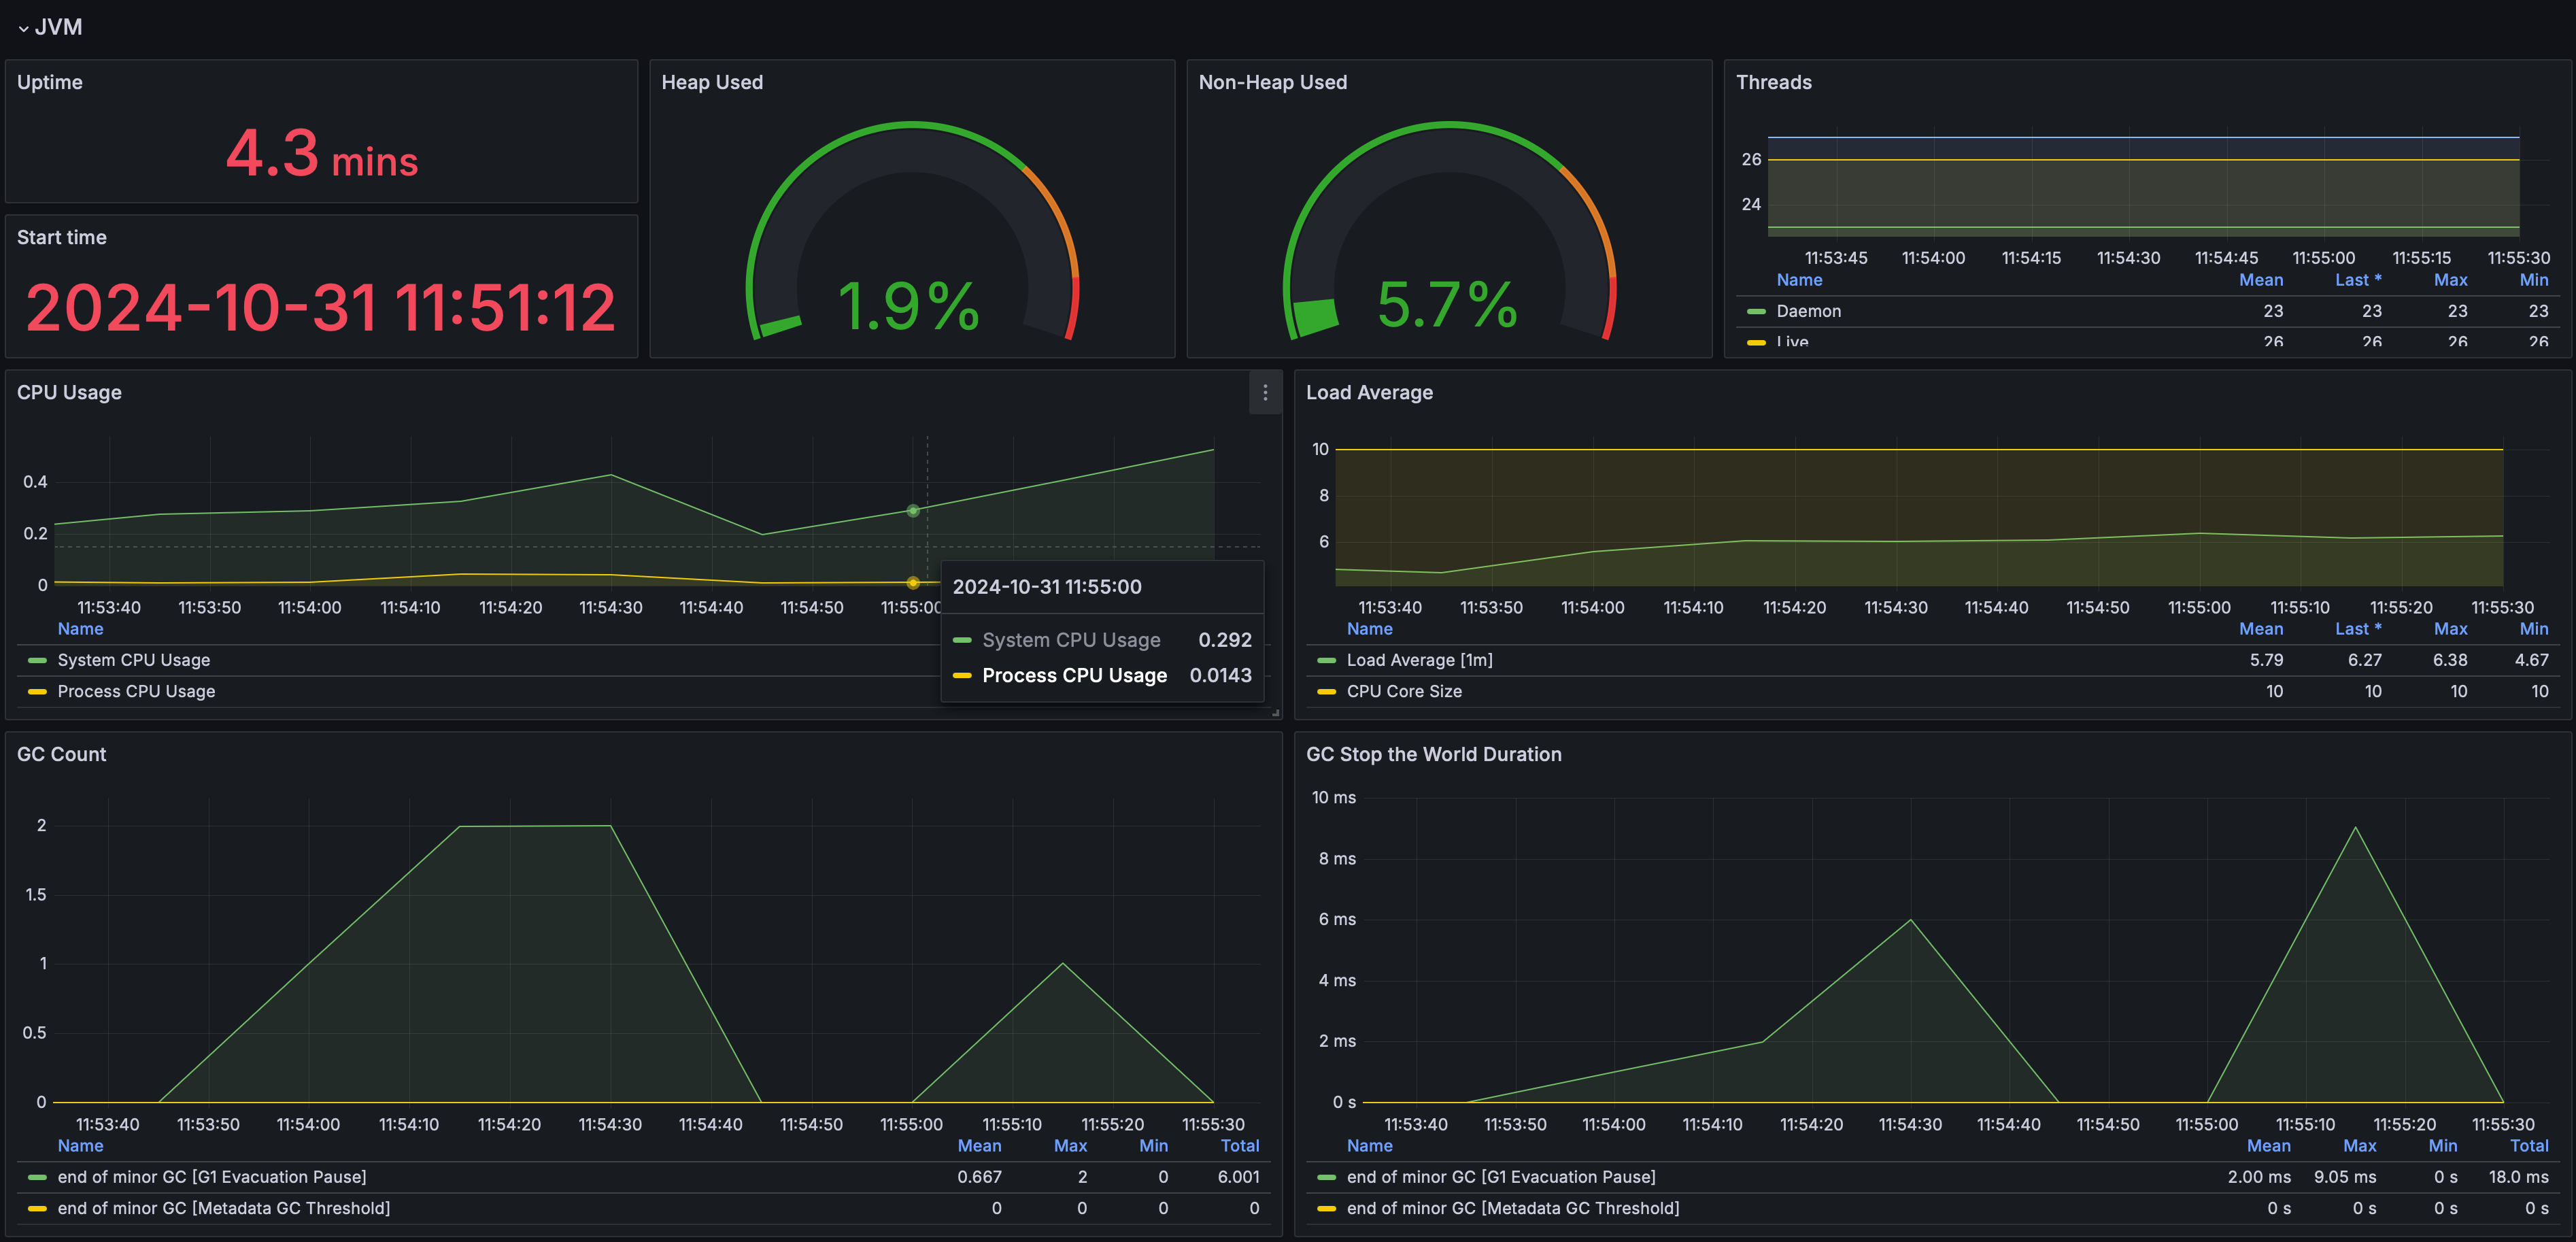 JVM
Uptime
4.3 mins
Start time
2024-10-31 11:51:12
Heap Used
1.9%
Non-Heap Used
5.7%
Threads
26
24
11:53:45 11:54:00 11:54:15 11:54:30 11:54:45 11:55:00 11:55:15 11:55:30
Name Mean Last * Max Min
Daemon 23 23 23 23
Live 26 26 26 26
CPU Usage
0.4
0.2
0
11:53:40 11:53:50 11:54:00 11:54:10 11:54:20 11:54:30 11:54:40 11:54:50 11:55:00
Name
System CPU Usage
Process CPU Usage
2024-10-31 11:55:00
System CPU Usage 0.292
Process CPU Usage 0.0143
Load Average
10
8
6
11:53:40 11:53:50 11:54:00 11:54:10 11:54:20 11:54:30 11:54:40 11:54:50 11:55:00 11:55:10 11:55:20 11:55:30
Name Mean Last * Max Min
Load Average [1m] 5.79 6.27 6.38 4.67
CPU Core Size 10 10 10 10
GC Count
2
1.5
1
0.5
0
11:53:40 11:53:50 11:54:00 11:54:10 11:54:20 11:54:30 11:54:40 11:54:50 11:55:00 11:55:10 11:55:20 11:55:30
Name Mean Max Min Total
end of minor GC [G1 Evacuation Pause] 0.667 2 0 6.001
end of minor GC [Metadata GC Threshold] 0 0 0 0
GC Stop the World Duration
10 ms
8 ms
6 ms
4 ms
2 ms
0 s
11:53:40 11:53:50 11:54:00 11:54:10 11:54:20 11:54:30 11:54:40 11:54:50 11:55:00 11:55:10 11:55:20 11:55:30
Name Mean Max Min Total
end of minor GC [G1 Evacuation Pause] 2.00 ms 9.05 ms 0 s 18.0 ms
end of minor GC [Metadata GC Threshold] 0 s 0 s 0 s 0 s